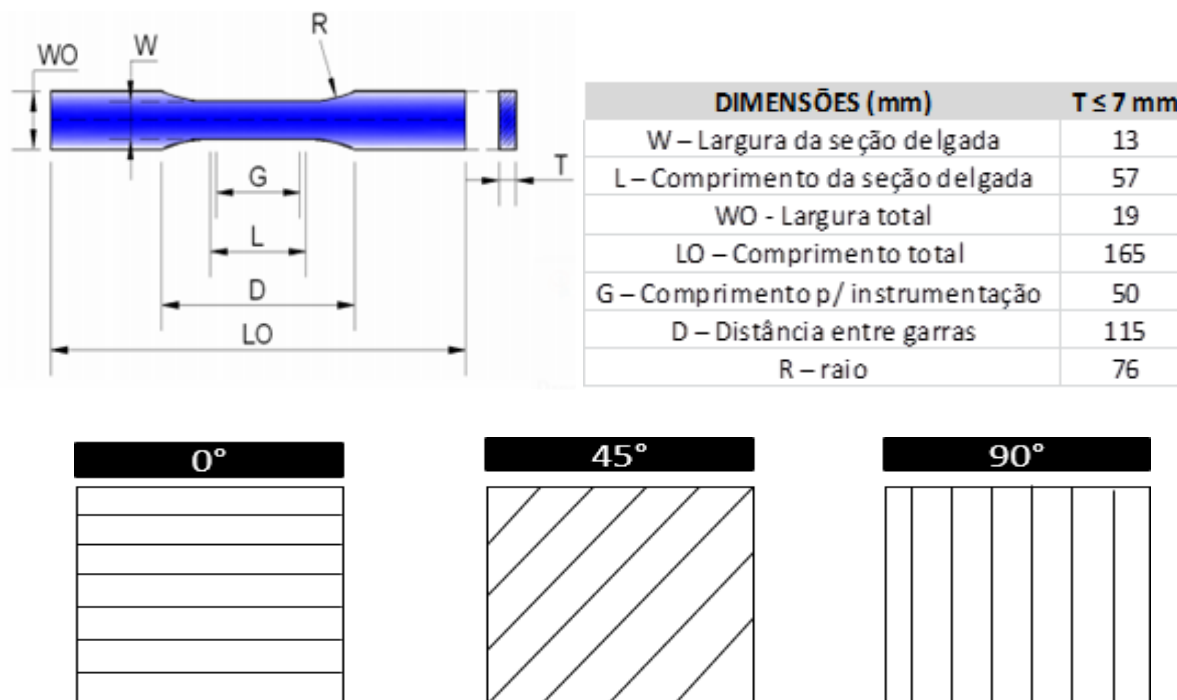 WO
W
R
G
T
L
D
LO
DIMENSÕES (mm) T ≤ 7 mm
W – Largura da seção delgada 13
L – Comprimento da seção delgada 57
WO - Largura total 19
LO – Comprimento total 165
G – Comprimento p/ instrumentação 50
D – Distância entre garras 115
R – raio 76
0° 45° 90°